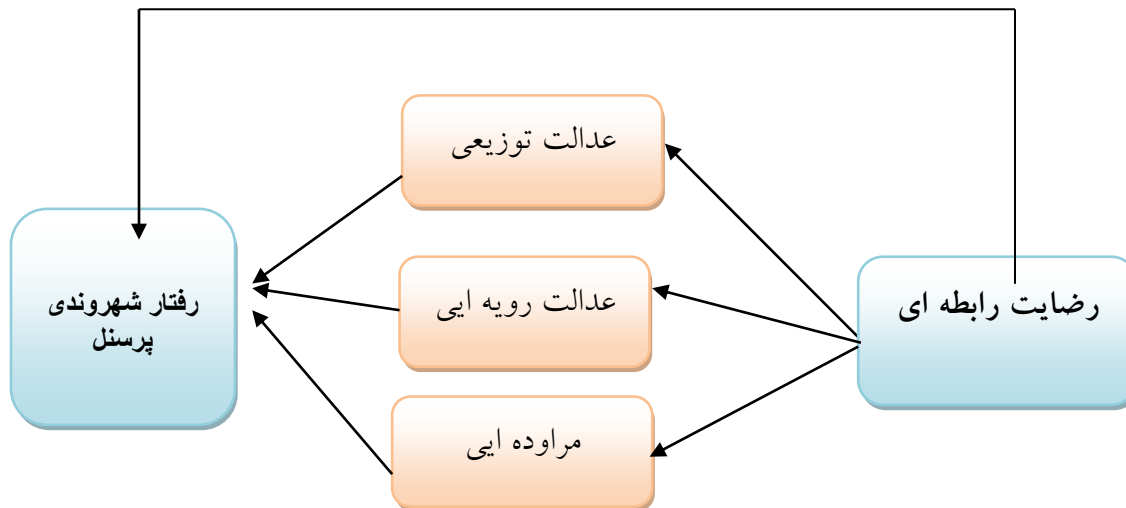 عدالت توزیعی
رضایت رابطه ای
عدالت رویه ایی
رفتار شهروندی
پرسنل
مراوده ایی